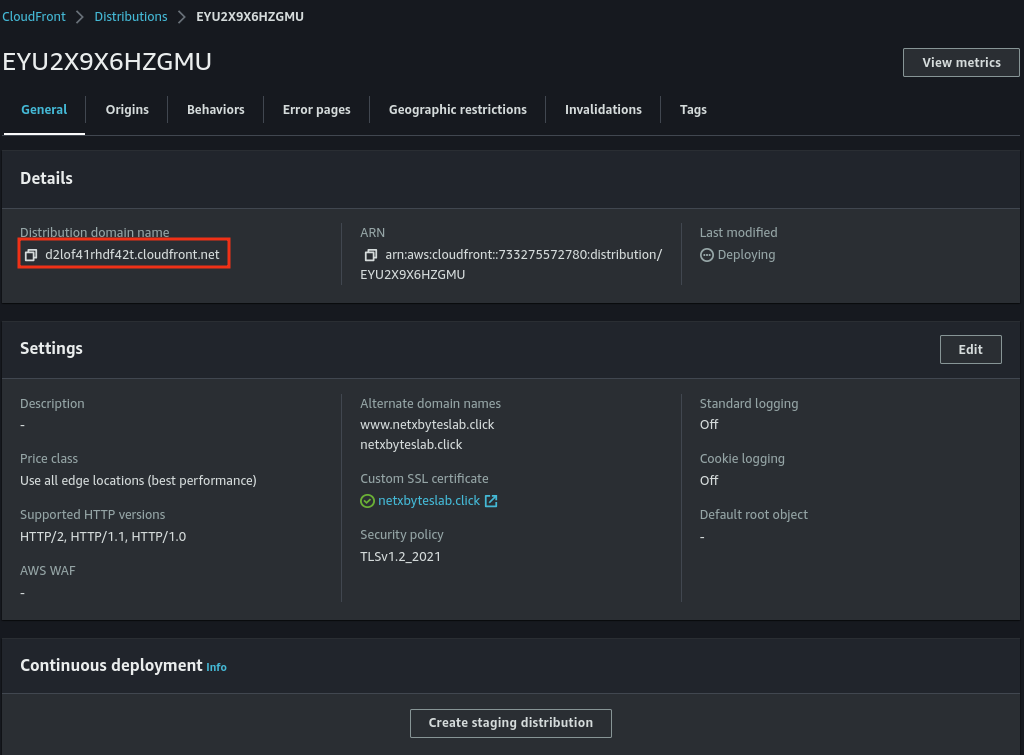 CloudFront > Distributions > EYU2X9X6HZGMU
EYU2X9X6HZGMU
View metrics
General
Origins
Behaviors
Error pages
Geographic restrictions
Invalidations
Tags
Details
Distribution domain name
d2lof41rhdf42t.cloudfront.net
ARN
arn:aws:cloudfront::733275572780:distribution/
EYU2X9X6HZGMU
Last modified
Deploying
Settings
Edit
Description
-
Price class
Use all edge locations (best performance)
Supported HTTP versions
HTTP/2, HTTP/1.1, HTTP/1.0
AWS WAF
-
Alternate domain names
www.netxbyteslab.click
netxbyteslab.click
Custom SSL certificate
netxbyteslab.click
Security policy
TLSv1.2_2021
Standard logging
Off
Cookie logging
Off
Default root object
-
Continuous deployment Info
Create staging distribution